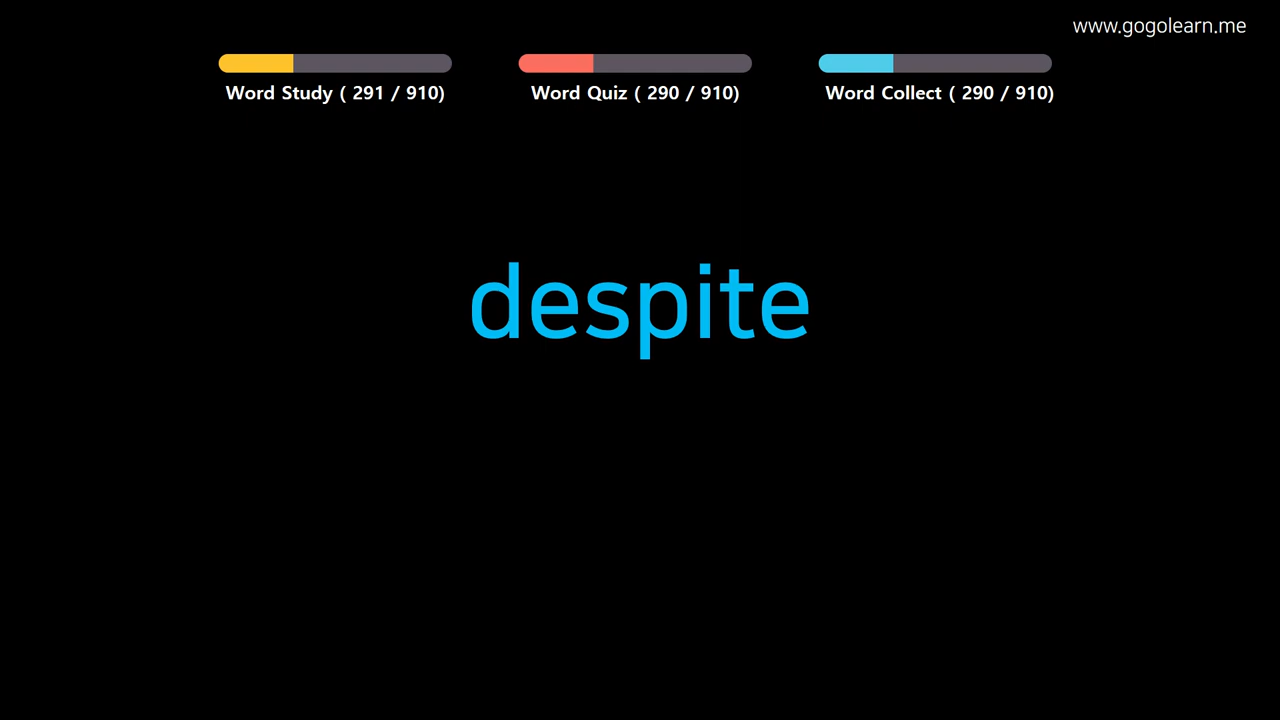 www.gogolearn.me
Word Study ( 291 / 910)
Word Quiz ( 290 / 910)
Word Collect ( 290 / 910)
despite